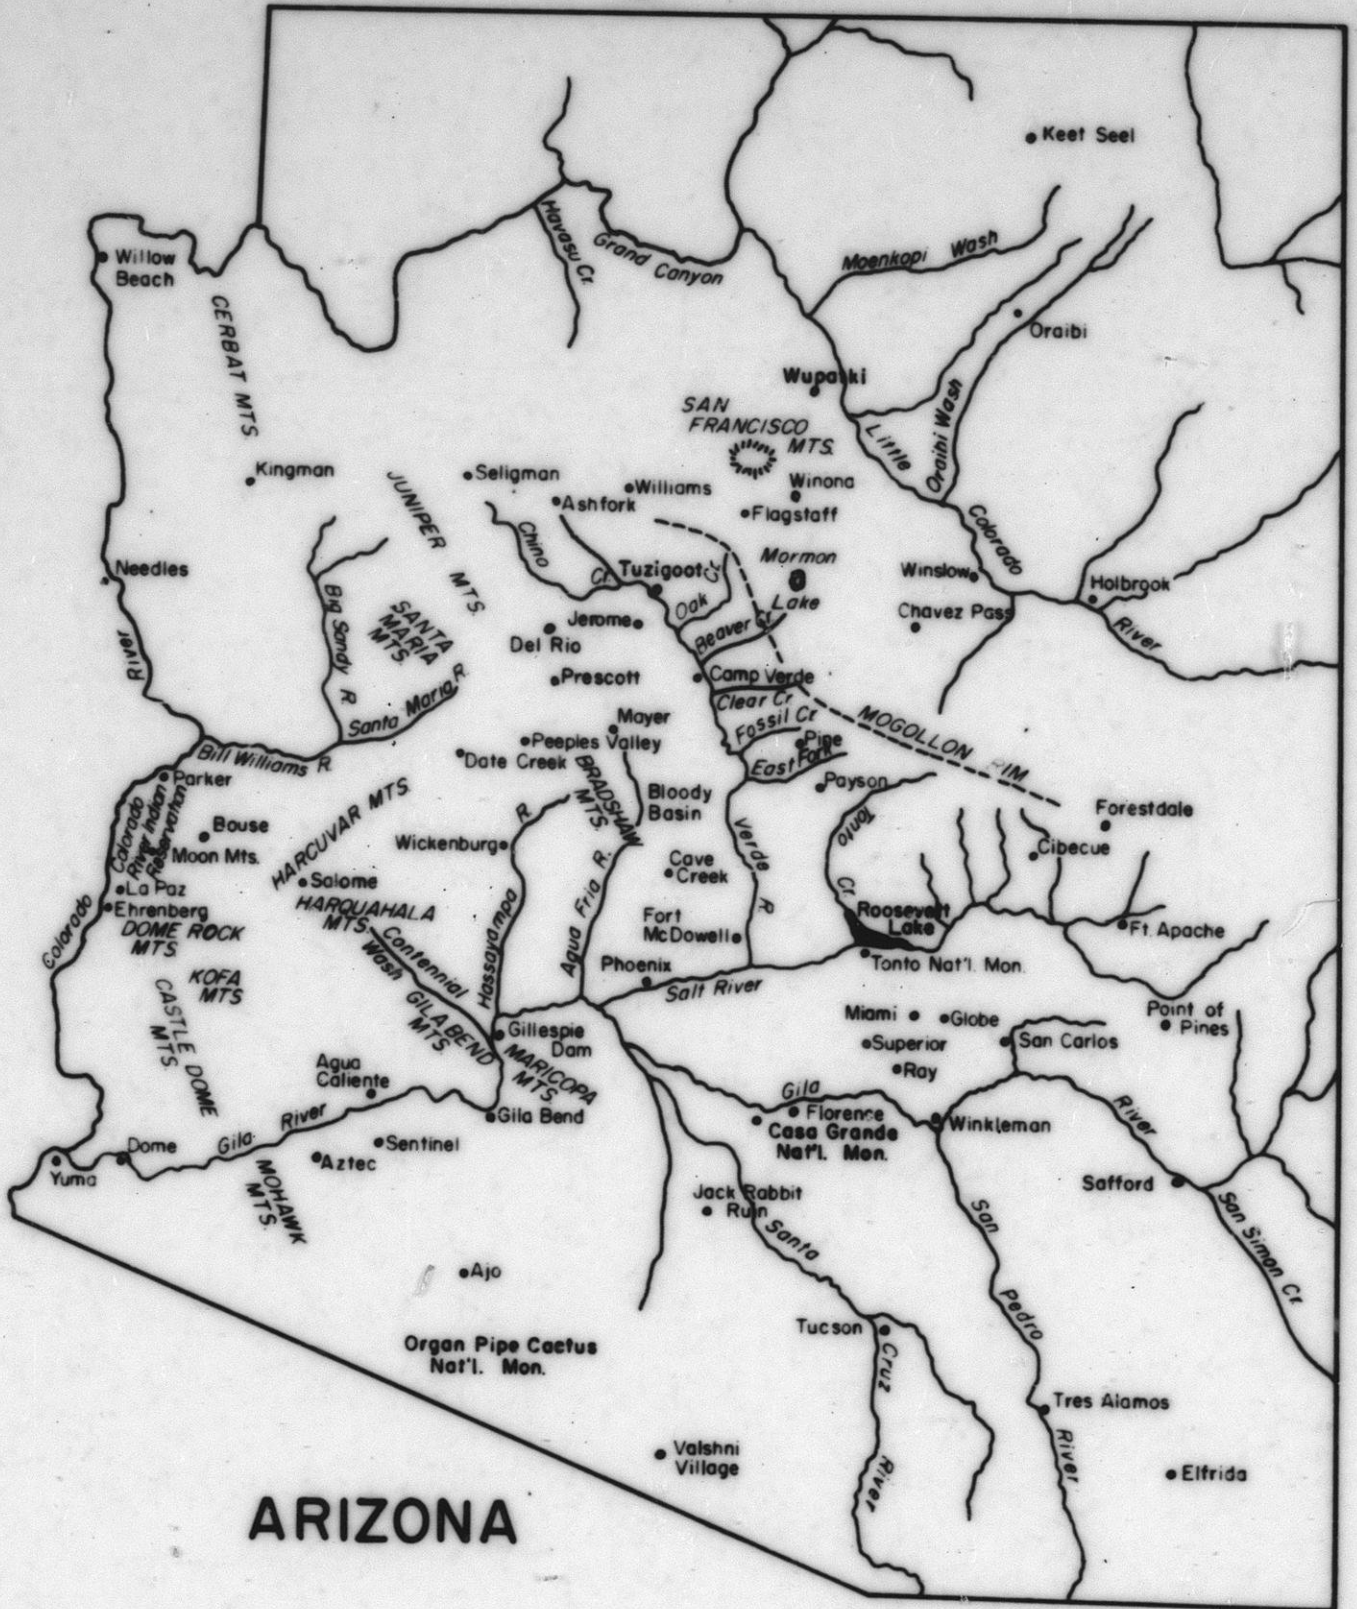 Keet Seel
Havasu Cr.
Grand Canyon
Moenkopi Wash
Willow
Beach
CERBAT MTS
Oraibi
Wupatki
SAN
FRANCISCO
MTS.
Little
Oraibi Wash
Colorado
River
Kingman
JUNIPER MTS.
Seligman
Ashfork
Williams
Winona
Flagstaff
Chino
Cr.
Tuzigoot
Oak Cr
Mormon
Lake
Winslow
Holbrook
Chavez Pass
Needles
River
Big Sandy R
SANTA
MARIA
MTS.
Jerome
Del Rio
Beaver Cr
Prescott
Camp Verde
Clear Cr
Santa Maria R.
Mayer
Fossil Cr
MOGOLLON RIM
Pine
East Fork
Bill Williams R
Peeples Valley
Date Creek
Parker
Payson
Colorado
River Indian
Reservation
BRADSHAW
MTS.
Bloody
Basin
Forestdale
Bouse
Moon Mts.
HARCUVAR MTS.
Wickenburg
R.
Verde R
Tonto Cr
Cibecue
Cave
Creek
La Paz
Salome
Ehrenberg
HARQUAHALA
MTS.
DOME ROCK
MTS.
Colorado
Hassayampa
Agua Fria R.
Fort
McDowell
Roosevelt
Lake
Ft. Apache
Centennial
Wash
Phoenix
Salt River
Tonto Nat'l. Mon.
KOFA
MTS
CASTLE DOME
MTS.
GILA BEND
MTS
Gillespie
Dam
MARICOPA
MTS.
Miami
Globe
Superior
San Carlos
Ray
Point of
Pines
Agua
Caliente
Gila River
Gila Bend
Gila
River
Florence
Casa Grande
Nat'l. Mon.
Winkleman
Dome
Yuma
Sentinel
Aztec
MOHAWK
MTS.
Jack Rabbit
Ruin
Safford
San Simon Cr
Santa
Cruz
River
San
Pedro
River
Ajo
Organ Pipe Cactus
Nat'l. Mon.
Tucson
Tres Alamos
Valshni
Village
Elfrida
ARIZONA